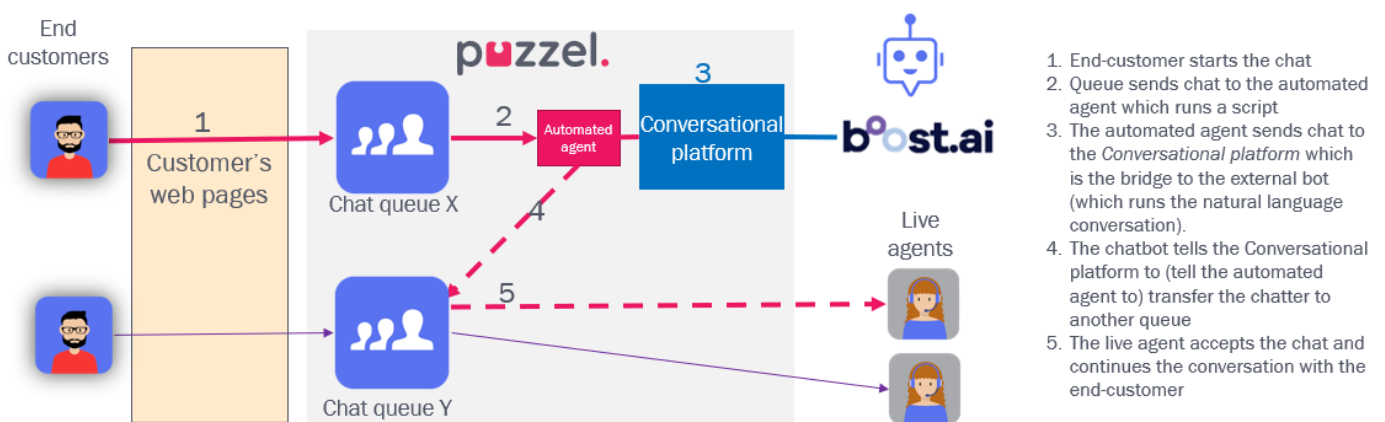 End
customers
puzzel.
3
1
2
Automated
agent
Conversational
platform
boost.ai
Customer's
web pages
Chat queue X
4
Live
agents
5
Chat queue Y
1. End-customer starts the chat
2. Queue sends chat to the automated
agent which runs a script
3. The automated agent sends chat to
the Conversational platform which
is the bridge to the external bot
(which runs the natural language
conversation).
4. The chatbot tells the Conversational
platform to (tell the automated
agent to) transfer the chatter to
another queue
5. The live agent accepts the chat and
continues the conversation with the
end-customer